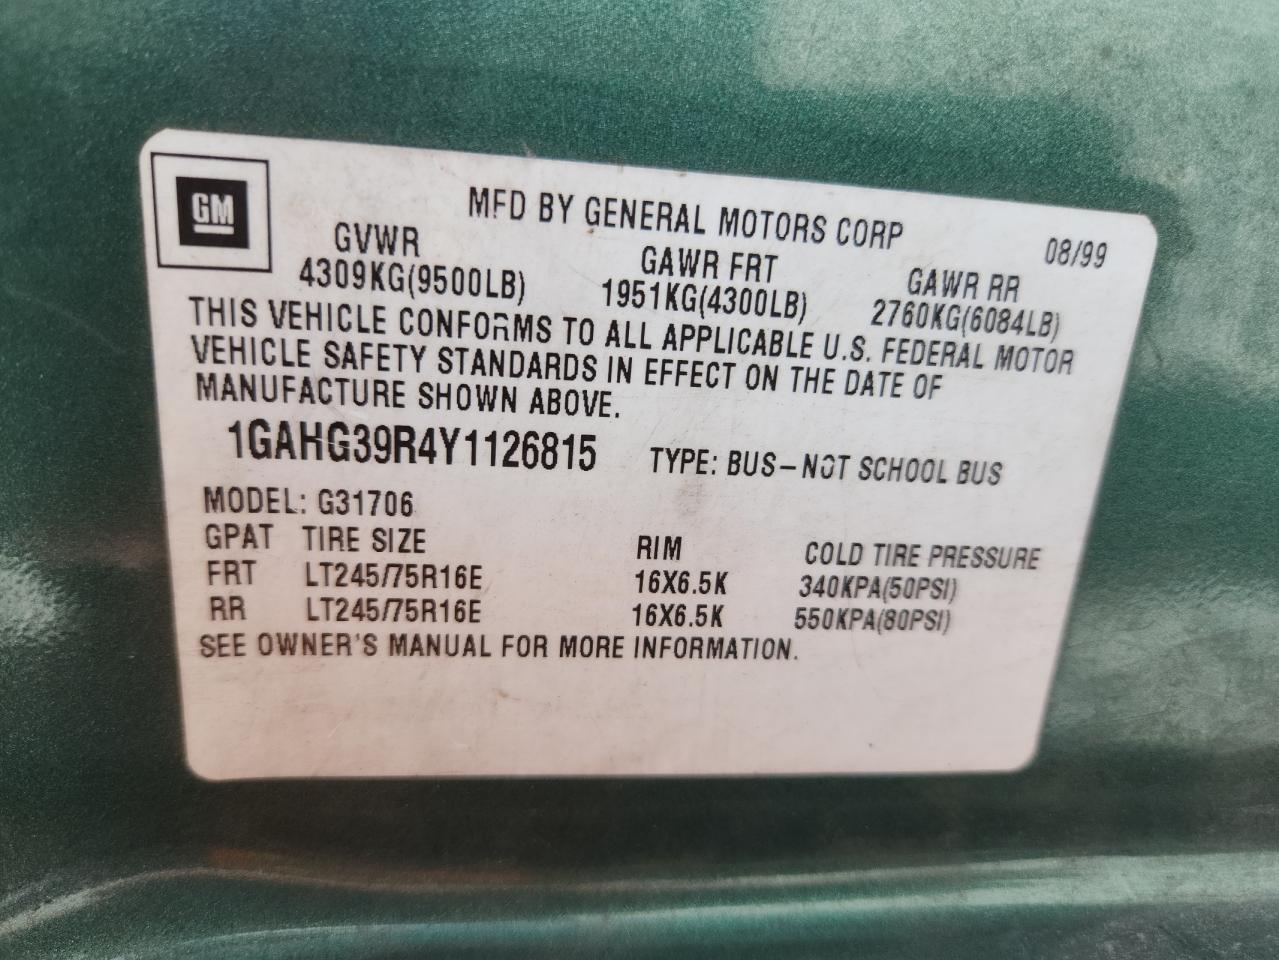 GM
MFD BY GENERAL MOTORS CORP 08/99
GVWR GAWR FRT GAWR RR
4309KG(9500LB) 1951KG(4300LB) 2760KG(6084LB)
THIS VEHICLE CONFORMS TO ALL APPLICABLE U.S. FEDERAL MOTOR
VEHICLE SAFETY STANDARDS IN EFFECT ON THE DATE OF
MANUFACTURE SHOWN ABOVE.
1GAHG39R4Y1126815 TYPE: BUS-NOT SCHOOL BUS
MODEL: G31706
GPAT TIRE SIZE RIM COLD TIRE PRESSURE
FRT LT245/75R16E 16X6.5K 340KPA(50PSI)
RR LT245/75R16E 16X6.5K 550KPA(80PSI)
SEE OWNER'S MANUAL FOR MORE INFORMATION.